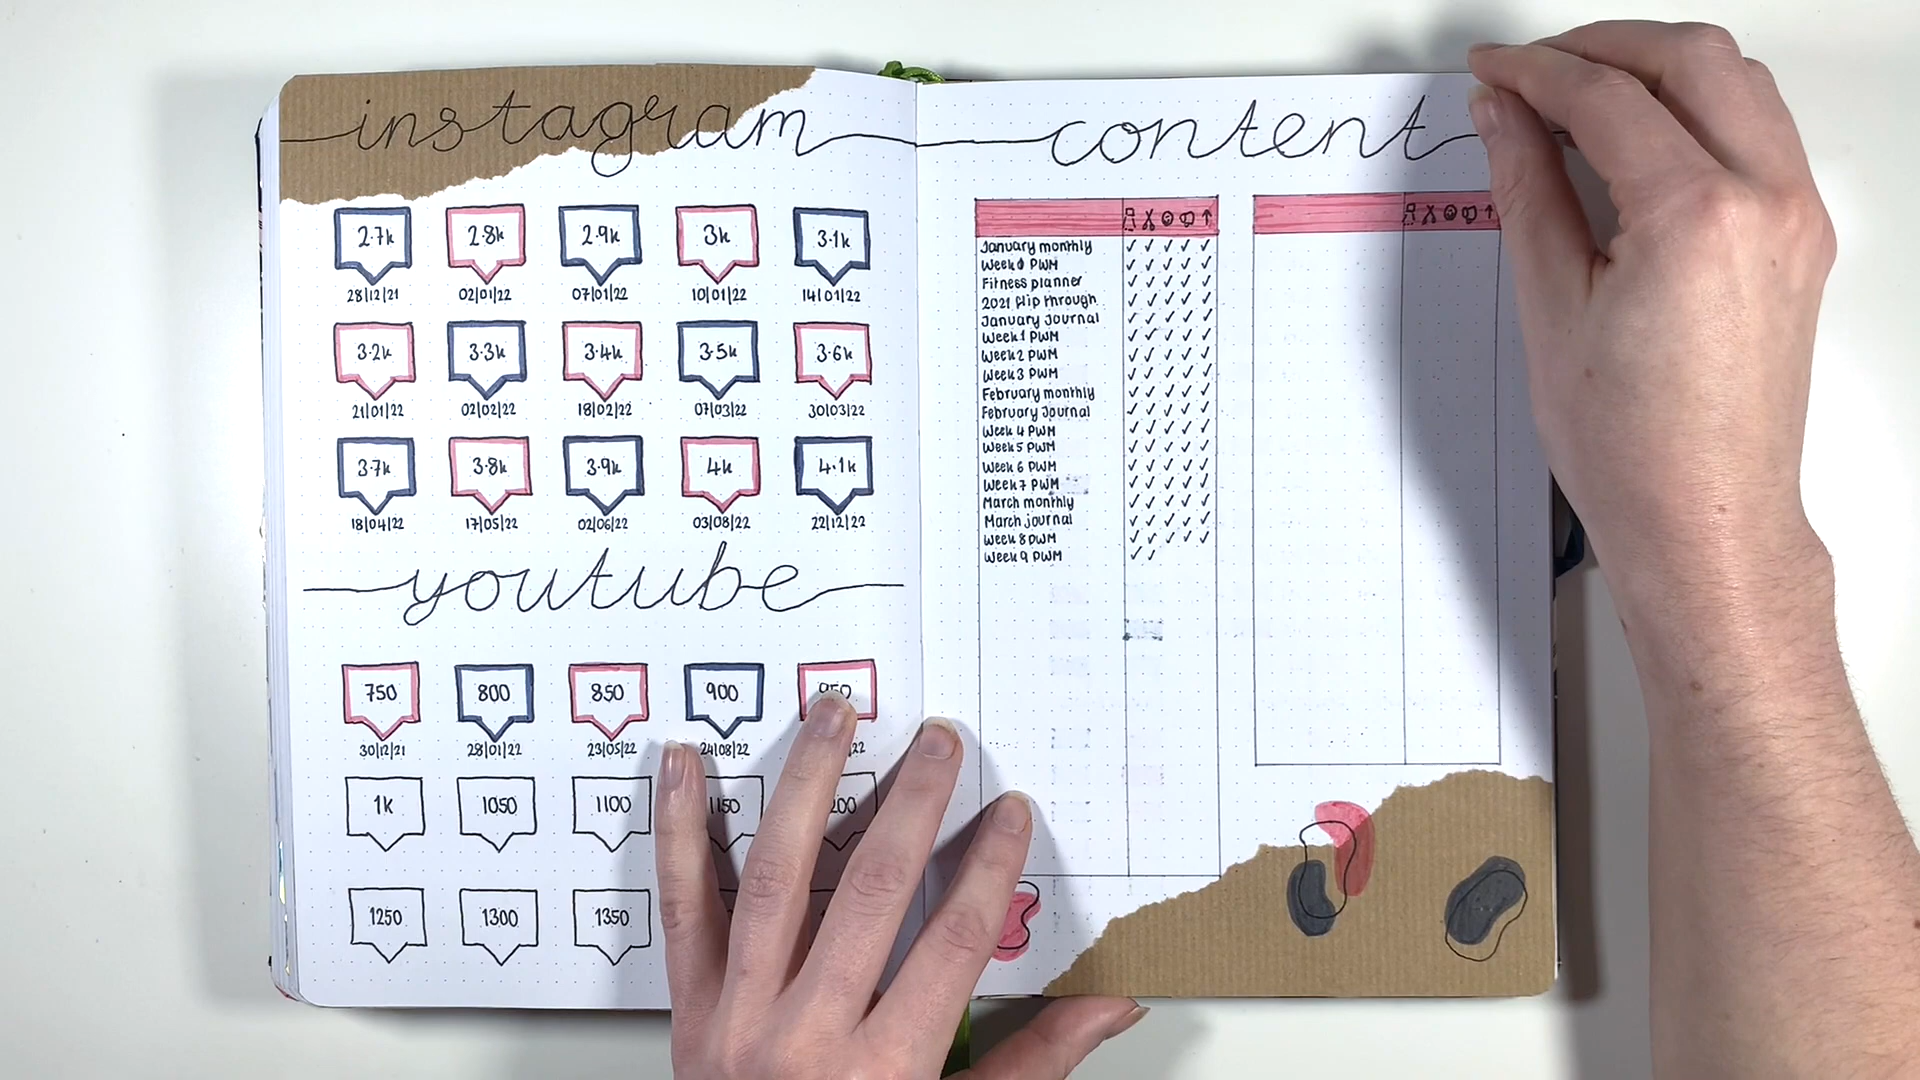 instagram
2.7k 2.8k 2.9k 3k 3.1k
28/12/21 02/01/22 07/01/22 10/01/22 14/01/22
3.2k 3.3k 3.4k 3.5k 3.6k
21/01/22 02/02/22 18/02/22 07/03/22 30/03/22
3.7k 3.8k 3.9k 4k 4.1k
18/04/22 17/05/22 02/06/22 03/08/22 22/12/22
youtube
750 800 850 900 950
30/12/21 28/01/22 23/05/22 24/08/22 /22
1k 1050 1100 1150 200
1250 1300 1350
content
January monthly ✓ ✓ ✓ ✓ ✓
Week 0 PWM ✓ ✓ ✓ ✓ ✓
Fitness planner ✓ ✓ ✓ ✓ ✓
2021 flip through ✓ ✓ ✓ ✓ ✓
January Journal ✓ ✓ ✓ ✓ ✓
Week 1 PWM ✓ ✓ ✓ ✓ ✓
Week 2 PWM ✓ ✓ ✓ ✓ ✓
Week 3 PWM ✓ ✓ ✓ ✓ ✓
February monthly ✓ ✓ ✓ ✓ ✓
February Journal ✓ ✓ ✓ ✓ ✓
Week 4 PWM ✓ ✓ ✓ ✓ ✓
Week 5 PWM ✓ ✓ ✓ ✓ ✓
Week 6 PWM ✓ ✓ ✓ ✓ ✓
Week 7 PWM ✓ ✓ ✓ ✓ ✓
March monthly ✓ ✓ ✓ ✓ ✓
March journal ✓ ✓ ✓ ✓ ✓
Week 8 PWM ✓ ✓ ✓ ✓ ✓
Week 9 PWM ✓ ✓